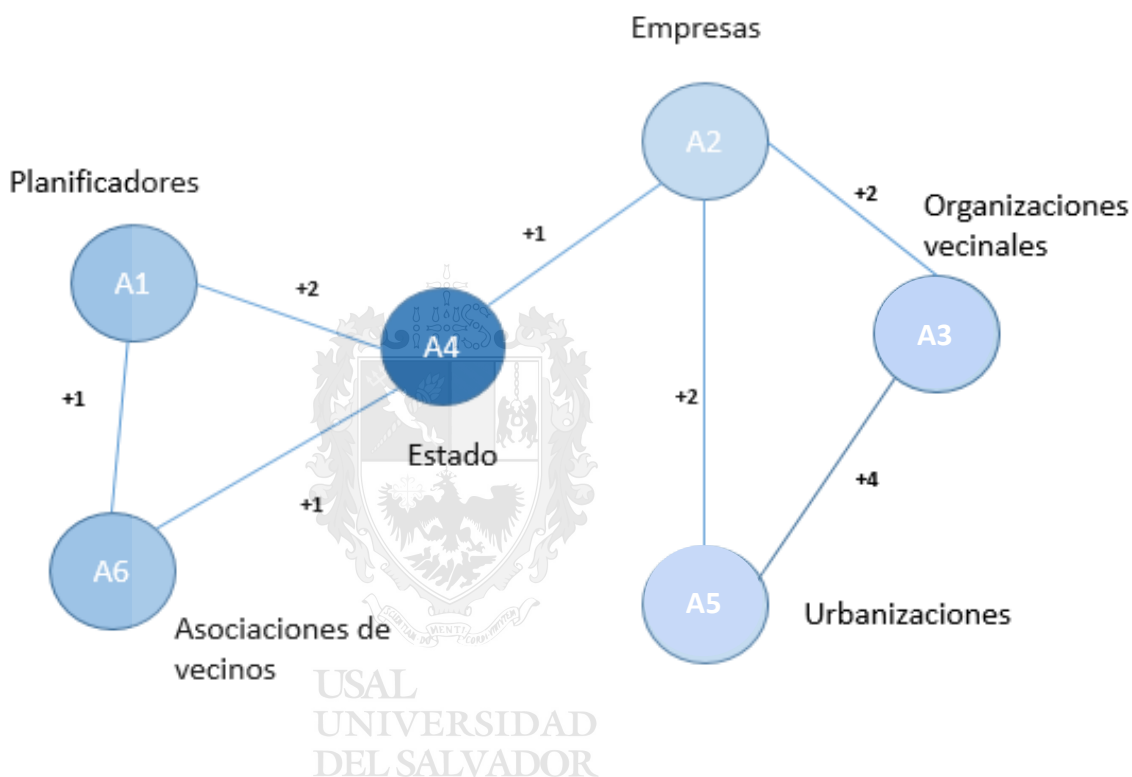 Empresas
A2
Planificadores
+2
Organizaciones
vecinales
+1
A1
+2
A3
A4
+1
+2
Estado
+4
+1
A6
A5
Urbanizaciones
Asociaciones de
vecinos
USAL
UNIVERSIDAD
DEL SALVADOR